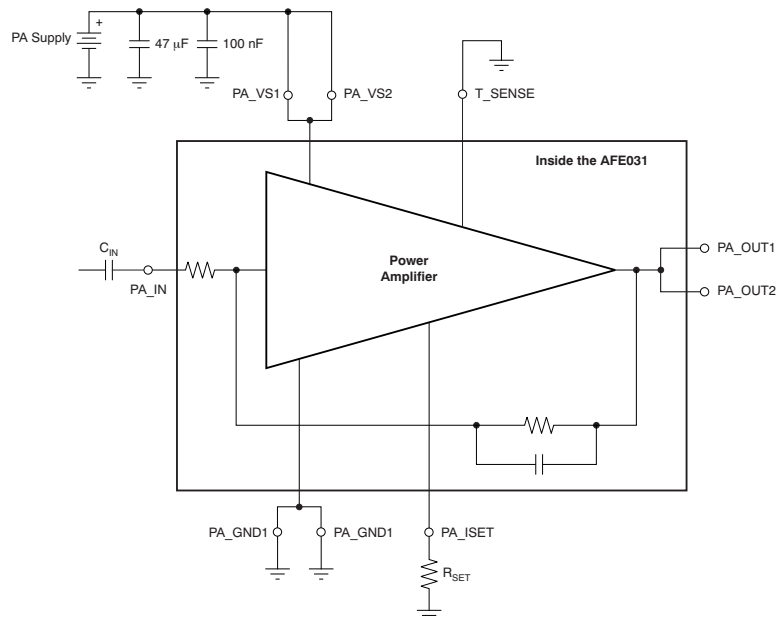 PA Supply
+
47 μF
100 nF
PA_VS1
PA_VS2
T_SENSE
Inside the AFE031
C_IN
PA_IN
Power
Amplifier
PA_OUT1
PA_OUT2
PA_GND1
PA_GND1
PA_ISET
R_SET